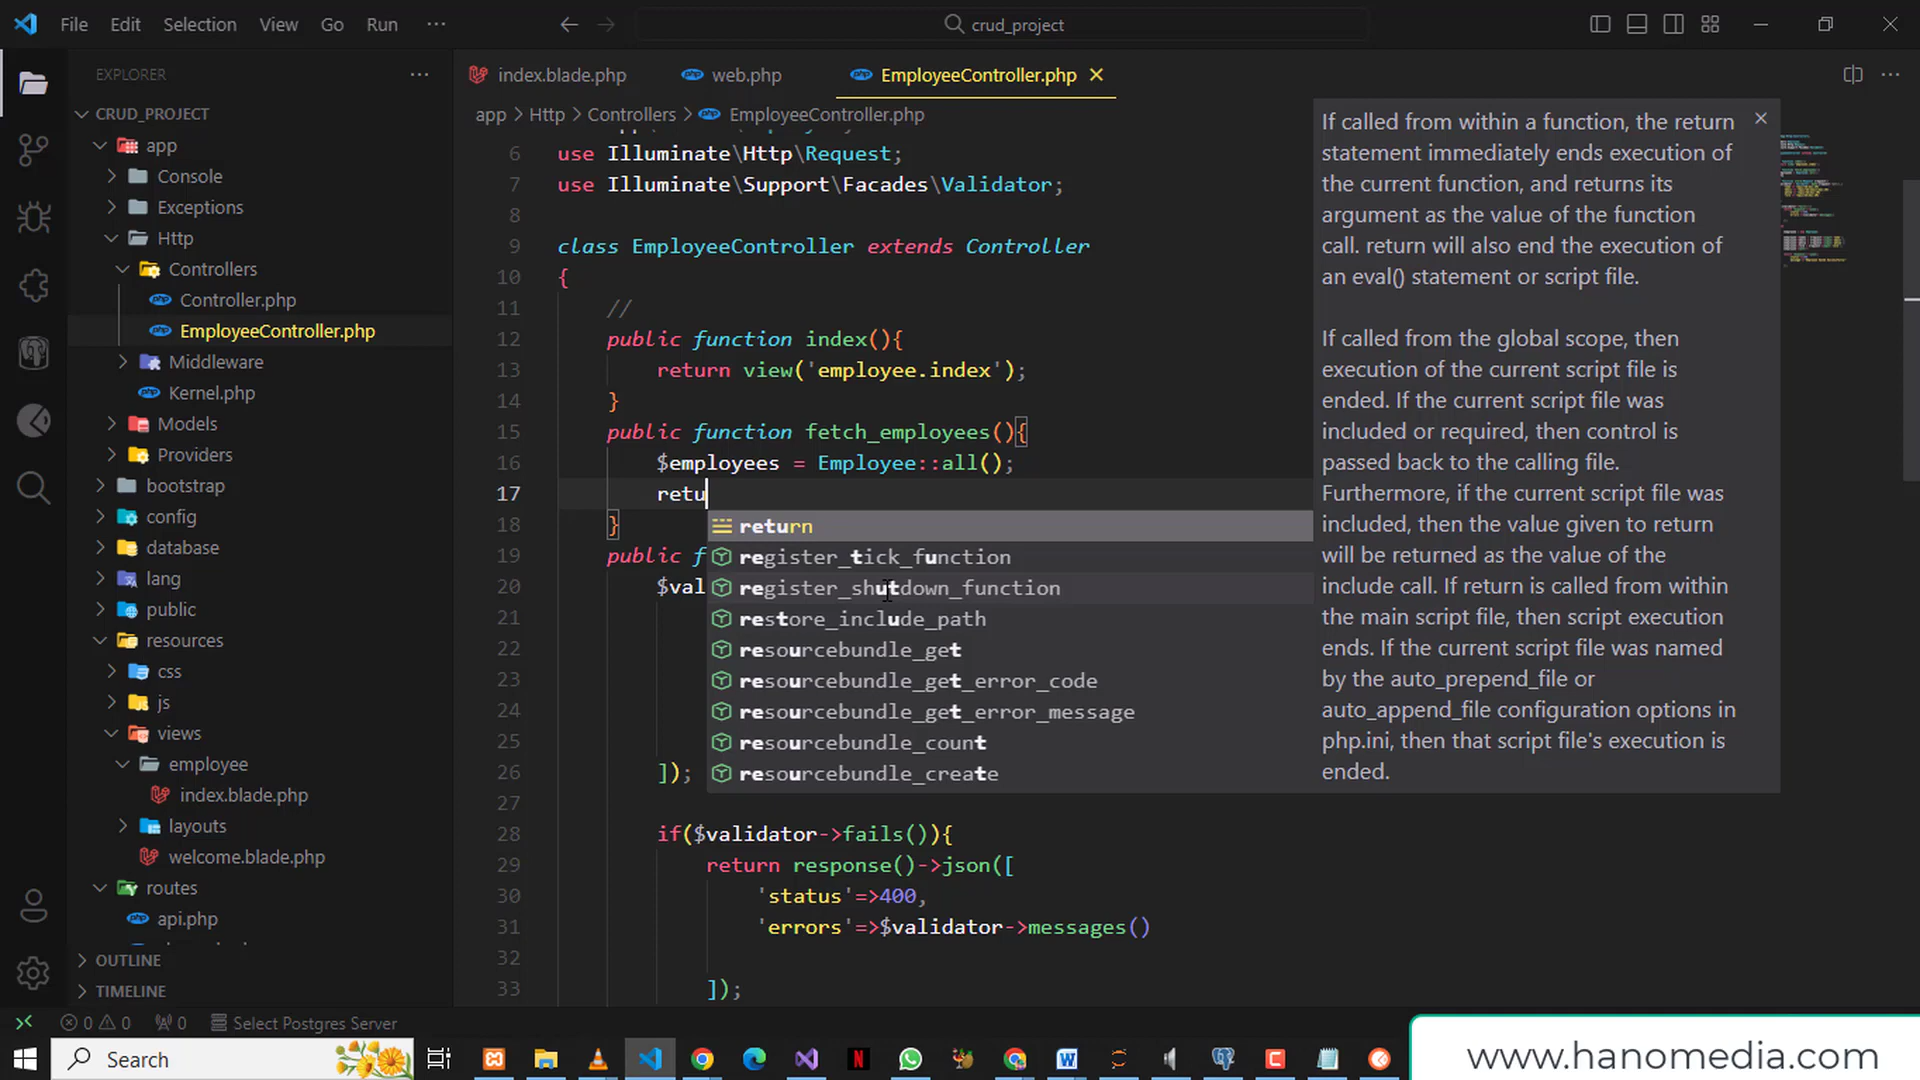 File Edit Selection View Go Run ···
crud_project
EXPLORER
CRUD_PROJECT
app
Console
Exceptions
Http
Controllers
Controller.php
EmployeeController.php
Middleware
Kernel.php
Models
Providers
bootstrap
config
database
lang
public
resources
css
js
views
employee
index.blade.php
layouts
welcome.blade.php
routes
api.php
OUTLINE
TIMELINE
index.blade.php web.php EmployeeController.php
app > Http > Controllers > EmployeeController.php
6 use Illuminate\Http\Request;
7 use Illuminate\Support\Facades\Validator;
8
9 class EmployeeController extends Controller
10 {
11 //
12 public function index(){
13 return view('employee.index');
14 }
15 public function fetch_employees(){
16 $employees = Employee::all();
17 retu
18 }
19 public f
20 $val
21
22
23
24
25
26 ]);
27
28 if($validator->fails()){
29 return response()->json([
30 'status'=>400,
31 'errors'=>$validator->messages()
32
33 ]);
return
register_tick_function
register_shutdown_function
restore_include_path
resourcebundle_get
resourcebundle_get_error_code
resourcebundle_get_error_message
resourcebundle_count
resourcebundle_create
If called from within a function, the return
statement immediately ends execution of
the current function, and returns its
argument as the value of the function
call. return will also end the execution of
an eval() statement or script file.
If called from the global scope, then
execution of the current script file is
ended. If the current script file was
included or required, then control is
passed back to the calling file.
Furthermore, if the current script file was
included, then the value given to return
will be returned as the value of the
include call. If return is called from within
the main script file, then script execution
ends. If the current script file was named
by the auto_prepend_file or
auto_append_file configuration options in
php.ini, then that script file's execution is
ended.
0 0 0 Select Postgres Server
Search
www.hanomedia.com